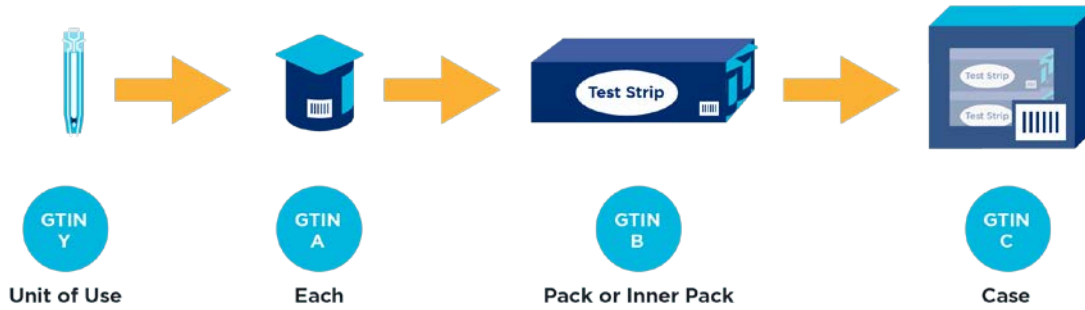 Test Strip
Test Strip
Test Strip
GTIN
Y
GTIN
A
GTIN
B
GTIN
C
Unit of Use
Each
Pack or Inner Pack
Case